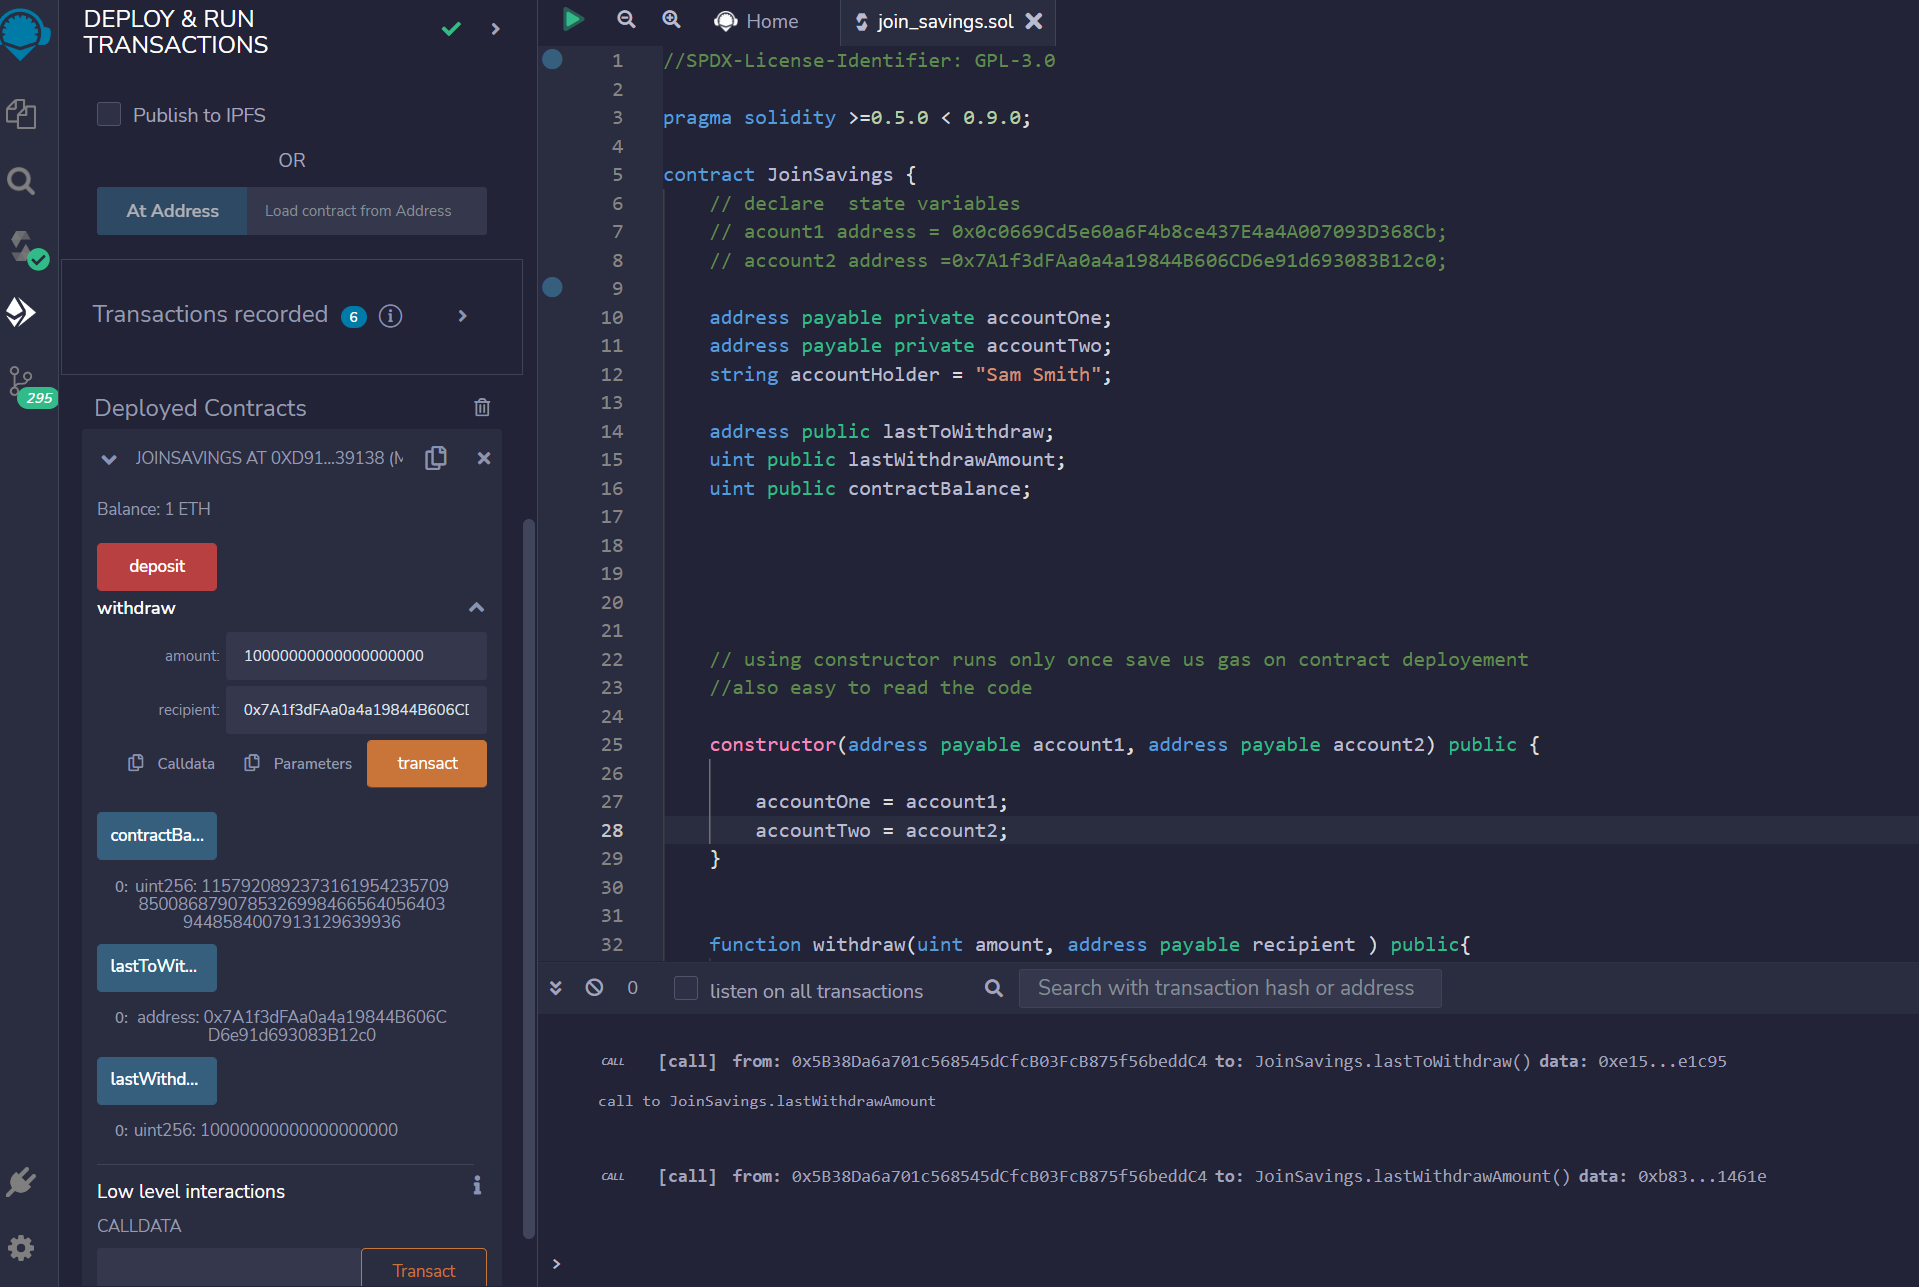 DEPLOY & RUN
TRANSACTIONS
Publish to IPFS
OR
At Address
Load contract from Address
Transactions recorded 6
295
Deployed Contracts
JOINSAVINGS AT 0XD91...39138 (M
Balance: 1 ETH
deposit
withdraw
amount: 10000000000000000000
recipient: 0x7A1f3dFAa0a4a19844B606CD
Calldata Parameters transact
contractBa...
0: uint256: 1157920892373161954235709
8500868790785326998466564056403
9448584007913129639936
lastToWit...
0: address: 0x7A1f3dFAa0a4a19844B606C
D6e91d693083B12c0
lastWithd...
0: uint256: 10000000000000000000
Low level interactions
CALLDATA
Transact
Home
join_savings.sol
1 //SPDX-License-Identifier: GPL-3.0
2
3 pragma solidity >=0.5.0 < 0.9.0;
4
5 contract JoinSavings {
6 // declare  state variables
7 // acount1 address = 0x0c0669Cd5e60a6F4b8ce437E4a4A007093D368Cb;
8 // account2 address =0x7A1f3dFAa0a4a19844B606CD6e91d693083B12c0;
9
10 address payable private accountOne;
11 address payable private accountTwo;
12 string accountHolder = "Sam Smith";
13
14 address public lastToWithdraw;
15 uint public lastWithdrawAmount;
16 uint public contractBalance;
17
18
19
20
21
22 // using constructor runs only once save us gas on contract deployement
23 //also easy to read the code
24
25 constructor(address payable account1, address payable account2) public {
26
27 accountOne = account1;
28 accountTwo = account2;
29 }
30
31
32 function withdraw(uint amount, address payable recipient ) public{
0 listen on all transactions Search with transaction hash or address
CALL [call] from: 0x5B38Da6a701c568545dCfcB03FcB875f56beddC4 to: JoinSavings.lastToWithdraw() data: 0xe15...e1c95
call to JoinSavings.lastWithdrawAmount
CALL [call] from: 0x5B38Da6a701c568545dCfcB03FcB875f56beddC4 to: JoinSavings.lastWithdrawAmount() data: 0xb83...1461e
>